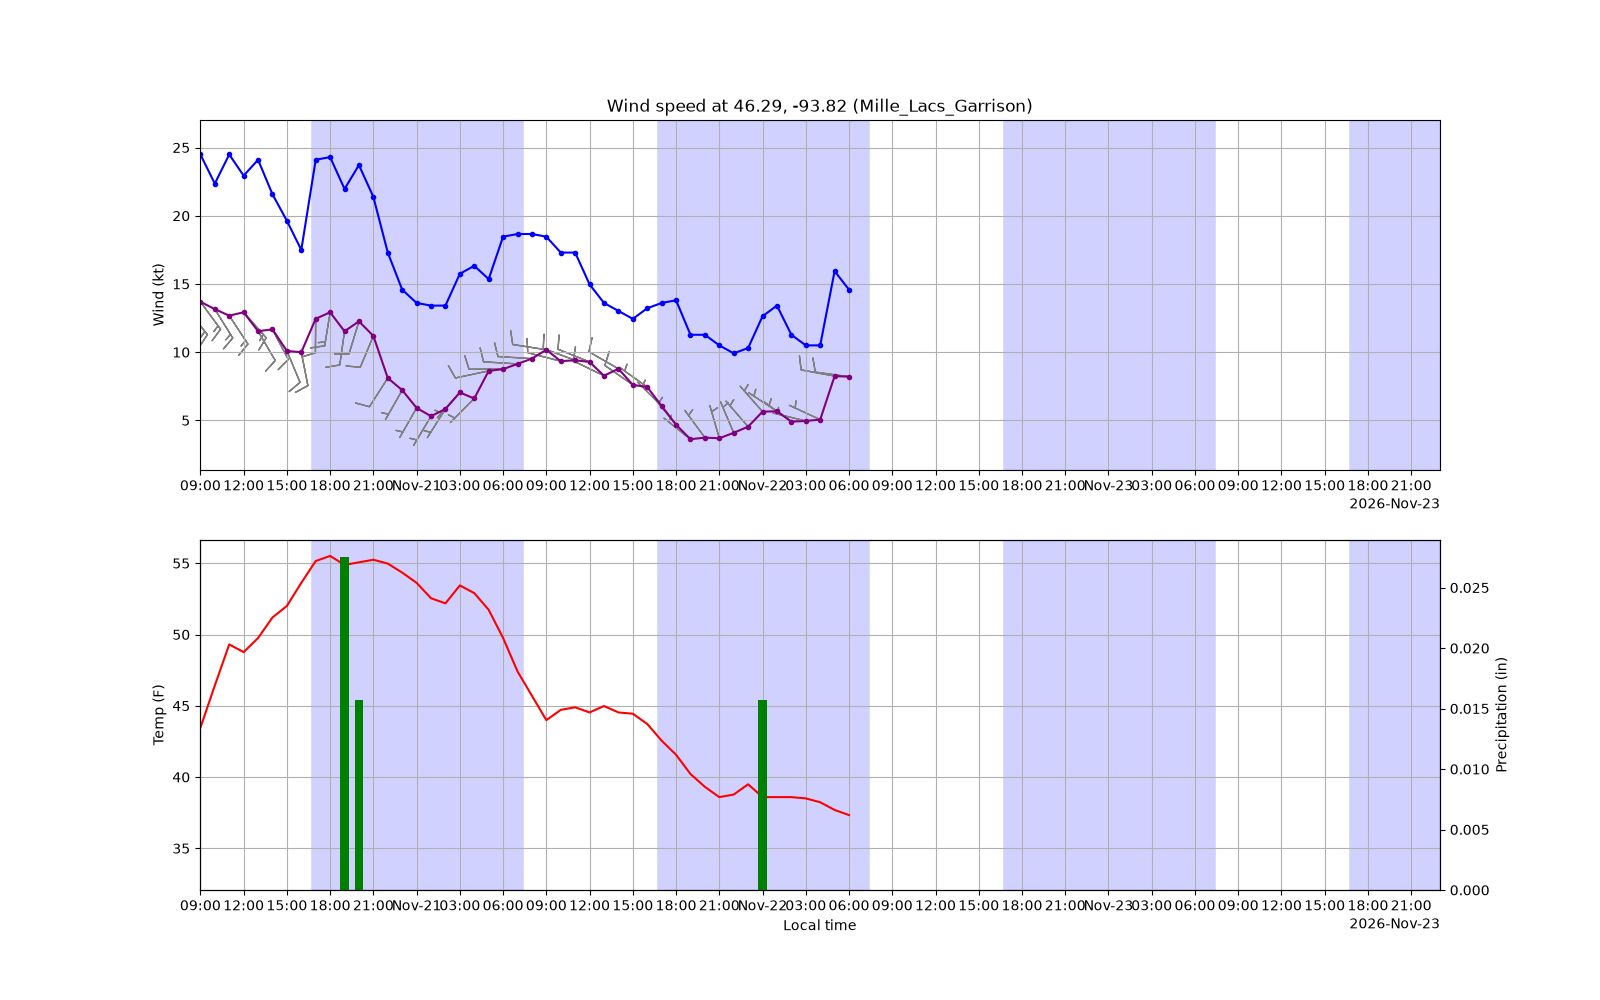 Wind speed at 46.29, -93.82 (Mille_Lacs_Garrison)
Wind (kt)
25
20
15
10
5
09:00 12:00 15:00 18:00 21:00 Nov-21 03:00 06:00 09:00 12:00 15:00 18:00 21:00 Nov-22 03:00 06:00 09:00 12:00 15:00 18:00 21:00 Nov-23 03:00 06:00 09:00 12:00 15:00 18:00 21:00
2026-Nov-23
Temp (F)
55
50
45
40
35
Precipitation (in)
0.025
0.020
0.015
0.010
0.005
0.000
09:00 12:00 15:00 18:00 21:00 Nov-21 03:00 06:00 09:00 12:00 15:00 18:00 21:00 Nov-22 03:00 06:00 09:00 12:00 15:00 18:00 21:00 Nov-23 03:00 06:00 09:00 12:00 15:00 18:00 21:00
Local time
2026-Nov-23